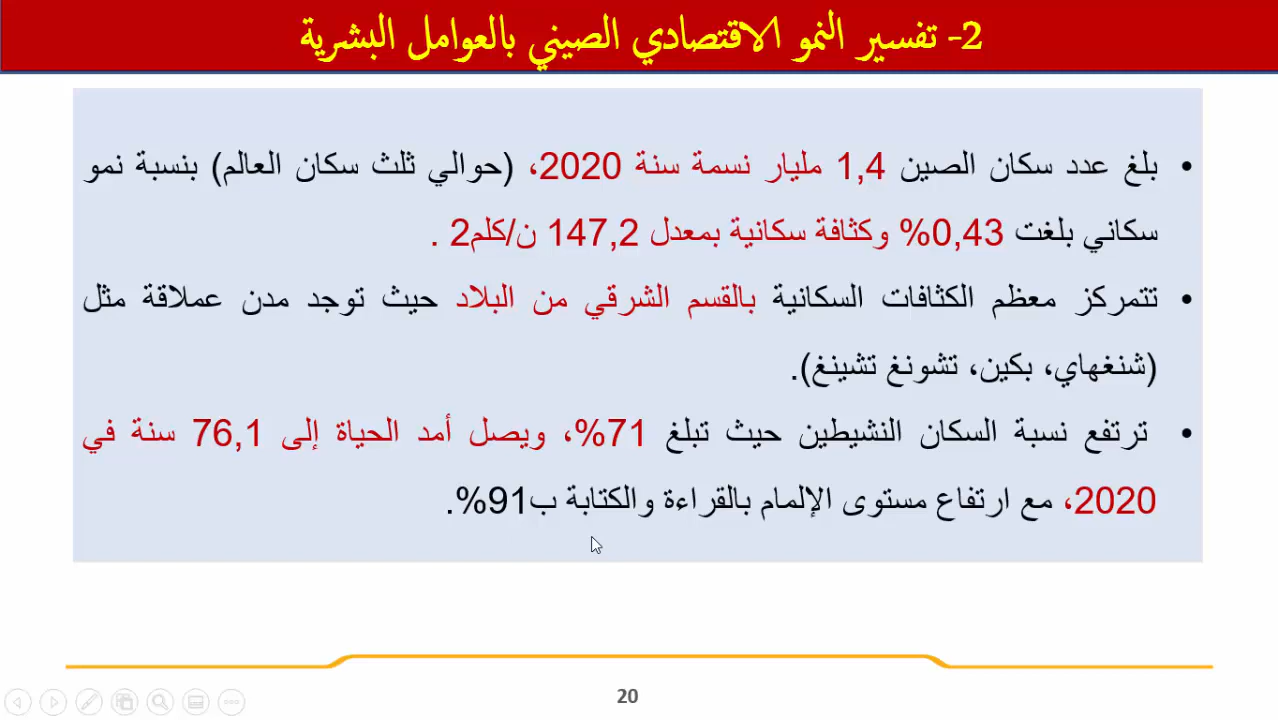 2- تفسير النمو الاقتصادي الصيني بالعوامل البشرية
• بلغ عدد سكان الصين 1,4 مليار نسمة سنة 2020، (حوالي ثلث سكان العالم) بنسبة نمو
سكاني بلغت 0,43% وكثافة سكانية بمعدل 147,2 ن/كلم2 .
• تتمركز معظم الكثافات السكانية بالقسم الشرقي من البلاد حيث توجد مدن عملاقة مثل
(شنغهاي، بكين، تشونغ تشينغ).
• ترتفع نسبة السكان النشيطين حيث تبلغ 71%، ويصل أمد الحياة إلى 76,1 سنة في
2020، مع ارتفاع مستوى الإلمام بالقراءة والكتابة ب91%.
20